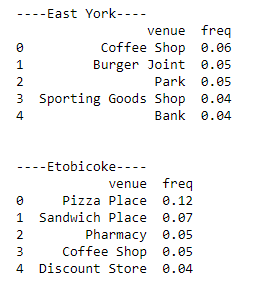 ----East York----
venue freq
0 Coffee Shop 0.06
1 Burger Joint 0.05
2 Park 0.05
3 Sporting Goods Shop 0.04
4 Bank 0.04
----Etobicoke----
venue freq
0 Pizza Place 0.12
1 Sandwich Place 0.07
2 Pharmacy 0.05
3 Coffee Shop 0.05
4 Discount Store 0.04